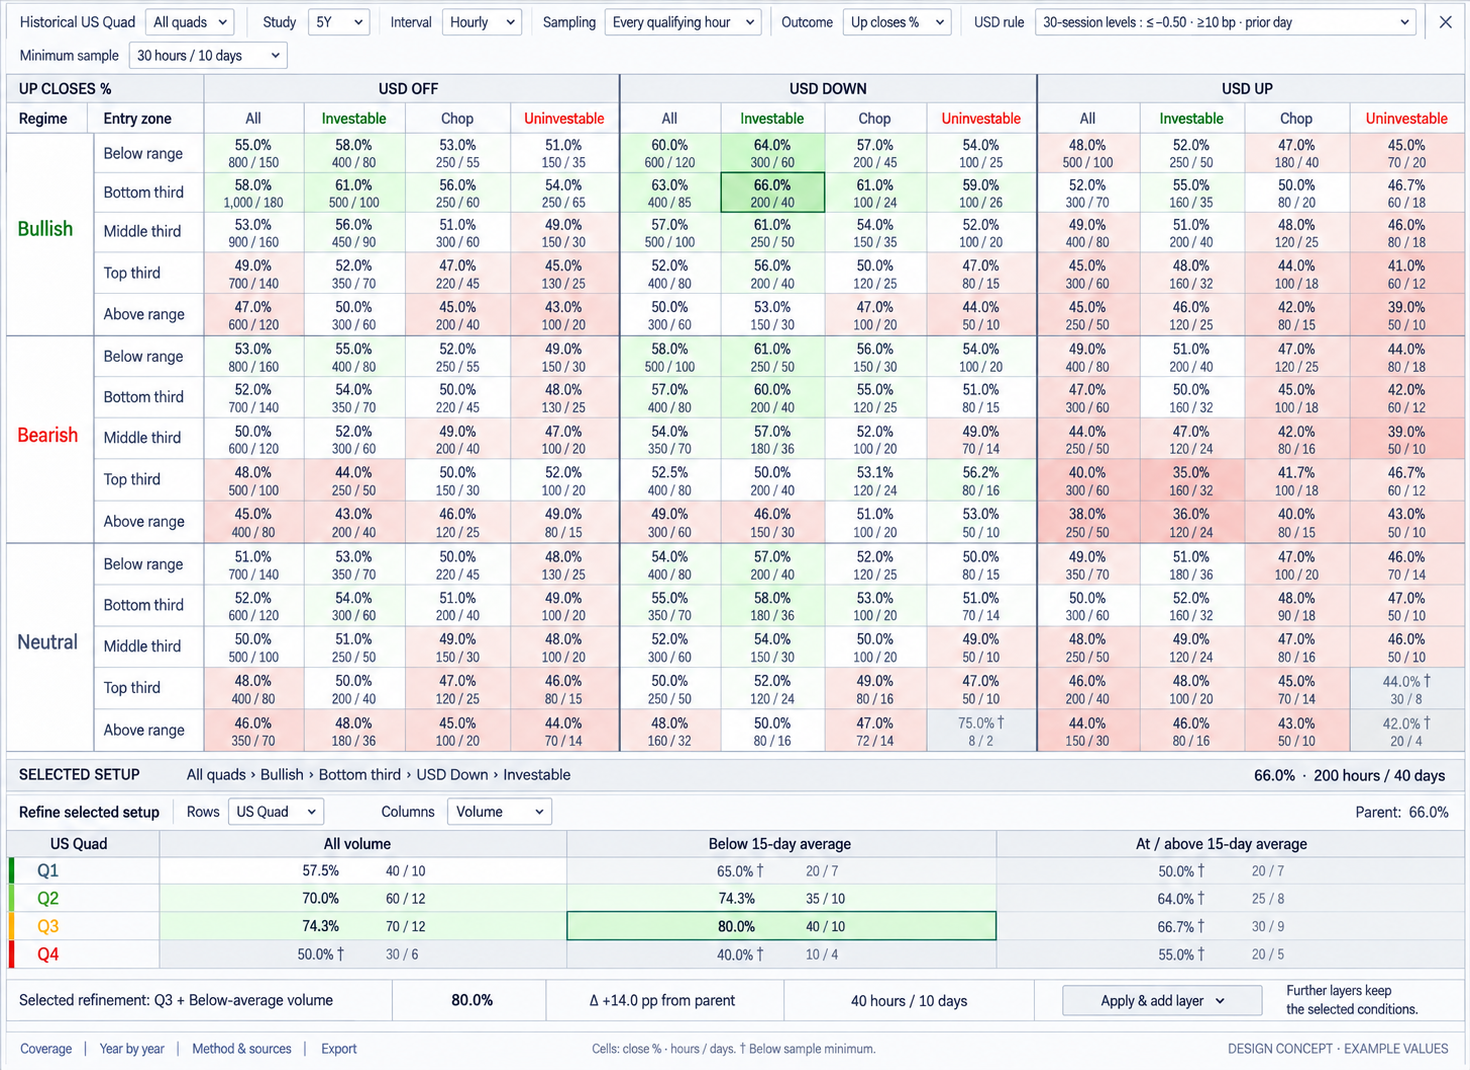 Historical US Quad All quads Study 5Y Interval Hourly Sampling Every qualifying hour Outcome Up closes % USD rule 30-session levels : ≤ −0.50 · ≥10 bp · prior day
Minimum sample 30 hours / 10 days
UP CLOSES % USD OFF USD DOWN USD UP
Regime Entry zone All Investable Chop Uninvestable All Investable Chop Uninvestable All Investable Chop Uninvestable
Bullish
Below range 55.0% 58.0% 53.0% 51.0% 60.0% 64.0% 57.0% 54.0% 48.0% 52.0% 47.0% 45.0%
800 / 150 400 / 80 250 / 55 150 / 35 600 / 120 300 / 60 200 / 45 100 / 25 500 / 100 250 / 50 180 / 40 70 / 20
Bottom third 58.0% 61.0% 56.0% 54.0% 63.0% 66.0% 61.0% 59.0% 52.0% 55.0% 50.0% 46.7%
1,000 / 180 500 / 100 250 / 60 250 / 65 400 / 85 200 / 40 100 / 24 100 / 26 300 / 70 160 / 35 80 / 20 60 / 18
Middle third 53.0% 56.0% 51.0% 49.0% 57.0% 61.0% 54.0% 52.0% 49.0% 51.0% 48.0% 46.0%
900 / 160 450 / 90 300 / 60 150 / 30 500 / 100 250 / 50 150 / 35 100 / 20 400 / 80 200 / 40 120 / 25 80 / 18
Top third 49.0% 52.0% 47.0% 45.0% 52.0% 56.0% 50.0% 47.0% 45.0% 48.0% 44.0% 41.0%
700 / 140 350 / 70 220 / 45 130 / 25 400 / 80 200 / 40 120 / 25 80 / 15 300 / 60 160 / 32 100 / 18 60 / 12
Above range 47.0% 50.0% 45.0% 43.0% 50.0% 53.0% 47.0% 44.0% 45.0% 46.0% 42.0% 39.0%
600 / 120 300 / 60 200 / 40 100 / 20 300 / 60 150 / 30 100 / 20 50 / 10 250 / 50 120 / 25 80 / 15 50 / 10
Bearish
Below range 53.0% 55.0% 52.0% 49.0% 58.0% 61.0% 56.0% 54.0% 49.0% 51.0% 47.0% 44.0%
800 / 160 400 / 80 250 / 55 150 / 30 500 / 100 250 / 50 150 / 30 100 / 20 400 / 80 200 / 40 120 / 25 80 / 18
Bottom third 52.0% 54.0% 50.0% 48.0% 57.0% 60.0% 55.0% 51.0% 47.0% 50.0% 45.0% 42.0%
700 / 140 350 / 70 220 / 45 130 / 25 400 / 80 200 / 40 120 / 25 80 / 15 300 / 60 160 / 32 100 / 18 60 / 12
Middle third 50.0% 52.0% 49.0% 47.0% 54.0% 57.0% 52.0% 49.0% 44.0% 47.0% 42.0% 39.0%
600 / 120 300 / 60 200 / 40 100 / 20 350 / 70 180 / 36 100 / 20 70 / 14 250 / 50 120 / 24 80 / 16 50 / 10
Top third 48.0% 44.0% 50.0% 52.0% 52.5% 50.0% 53.1% 56.2% 40.0% 35.0% 41.7% 46.7%
500 / 100 250 / 50 150 / 30 100 / 20 400 / 80 200 / 40 120 / 24 80 / 16 300 / 60 160 / 32 100 / 18 60 / 12
Above range 45.0% 43.0% 46.0% 49.0% 49.0% 46.0% 51.0% 53.0% 38.0% 36.0% 40.0% 43.0%
400 / 80 200 / 40 120 / 25 80 / 15 300 / 60 150 / 30 100 / 20 50 / 10 250 / 50 120 / 24 80 / 15 50 / 10
Neutral
Below range 51.0% 53.0% 50.0% 48.0% 54.0% 57.0% 52.0% 50.0% 49.0% 51.0% 47.0% 46.0%
700 / 140 350 / 70 220 / 45 130 / 25 400 / 80 200 / 40 120 / 25 80 / 15 350 / 70 180 / 36 100 / 20 70 / 14
Bottom third 52.0% 54.0% 51.0% 49.0% 55.0% 58.0% 53.0% 51.0% 50.0% 52.0% 48.0% 47.0%
600 / 120 300 / 60 200 / 40 100 / 20 350 / 70 180 / 36 100 / 20 70 / 14 300 / 60 160 / 32 90 / 18 50 / 10
Middle third 50.0% 51.0% 49.0% 48.0% 52.0% 54.0% 50.0% 49.0% 48.0% 49.0% 47.0% 46.0%
500 / 100 250 / 50 150 / 30 100 / 20 300 / 60 150 / 30 100 / 20 50 / 10 250 / 50 120 / 24 80 / 16 50 / 10
Top third 48.0% 50.0% 47.0% 46.0% 50.0% 52.0% 49.0% 47.0% 46.0% 48.0% 45.0% 44.0% †
400 / 80 200 / 40 120 / 25 80 / 15 250 / 50 120 / 24 80 / 16 50 / 10 200 / 40 100 / 20 70 / 14 30 / 8
Above range 46.0% 48.0% 45.0% 44.0% 48.0% 50.0% 47.0% 75.0% † 44.0% 46.0% 43.0% 42.0% †
350 / 70 180 / 36 100 / 20 70 / 14 160 / 32 80 / 16 72 / 14 8 / 2 150 / 30 80 / 16 50 / 10 20 / 4
SELECTED SETUP All quads › Bullish › Bottom third › USD Down › Investable 66.0% · 200 hours / 40 days
Refine selected setup Rows US Quad Columns Volume Parent: 66.0%
US Quad All volume Below 15-day average At / above 15-day average
Q1 57.5% 40 / 10 65.0% † 20 / 7 50.0% † 20 / 7
Q2 70.0% 60 / 12 74.3% 35 / 10 64.0% † 25 / 8
Q3 74.3% 70 / 12 80.0% 40 / 10 66.7% † 30 / 9
Q4 50.0% † 30 / 6 40.0% † 10 / 4 55.0% † 20 / 5
Selected refinement: Q3 + Below-average volume 80.0% Δ +14.0 pp from parent 40 hours / 10 days Apply & add layer Further layers keep
the selected conditions.
Coverage | Year by year | Method & sources | Export Cells: close % · hours / days. † Below sample minimum. DESIGN CONCEPT · EXAMPLE VALUES